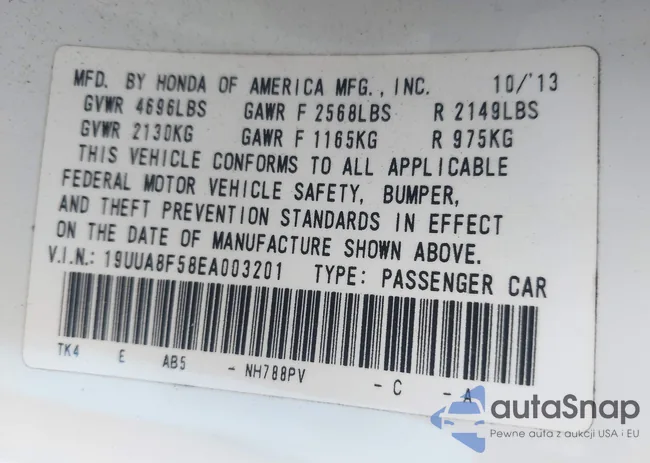 MFD. BY HONDA OF AMERICA MFG., INC. 10/'13
GVWR 4696LBS GAWR F 2568LBS R 2149LBS
GVWR 2130KG GAWR F 1165KG R 975KG
THIS VEHICLE CONFORMS TO ALL APPLICABLE
FEDERAL MOTOR VEHICLE SAFETY, BUMPER,
AND THEFT PREVENTION STANDARDS IN EFFECT
ON THE DATE OF MANUFACTURE SHOWN ABOVE.
V.I.N.: 19UUA8F58EA003201 TYPE: PASSENGER CAR
TK4 E AB5 - NH788PV - C - A
autaSnap
Pewne auta z aukcji USA i EU